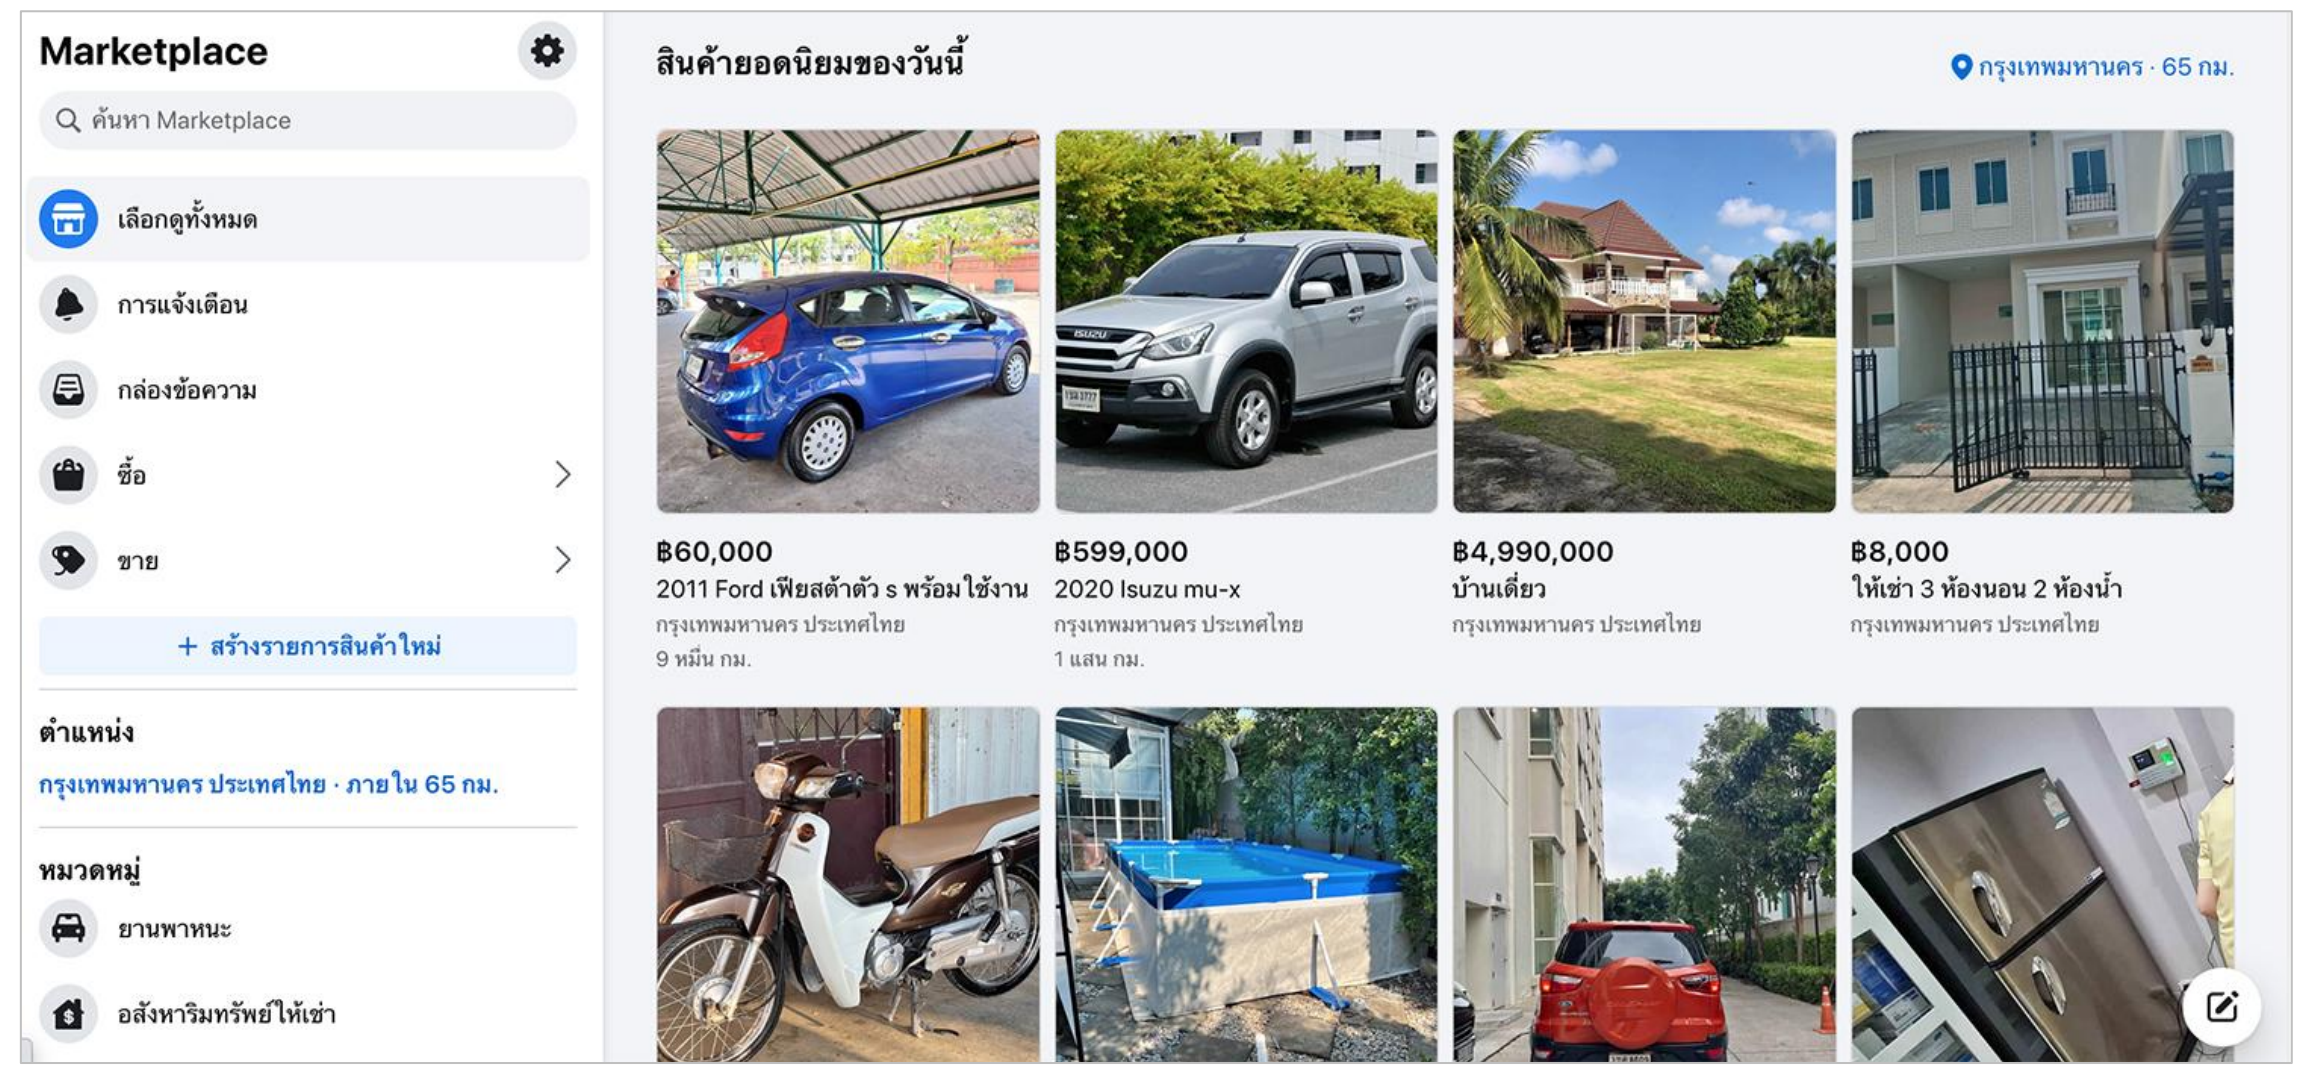 Marketplace
ค้นหา Marketplace
เลือกดูทั้งหมด
การแจ้งเตือน
กล่องข้อความ
ซื้อ
ขาย
+ สร้างรายการสินค้าใหม่
ตำแหน่ง
กรุงเทพมหานคร ประเทศไทย · ภายใน 65 กม.
หมวดหมู่
ยานพาหนะ
อสังหาริมทรัพย์ให้เช่า
สินค้ายอดนิยมของวันนี้
กรุงเทพมหานคร · 65 กม.
ISUZU
฿60,000
2011 Ford เฟียสต้าตัว s พร้อมใช้งาน
กรุงเทพมหานคร ประเทศไทย
9 หมื่น กม.
฿599,000
2020 Isuzu mu-x
กรุงเทพมหานคร ประเทศไทย
1 แสน กม.
฿4,990,000
บ้านเดี่ยว
กรุงเทพมหานคร ประเทศไทย
฿8,000
ให้เช่า 3 ห้องนอน 2 ห้องน้ำ
กรุงเทพมหานคร ประเทศไทย